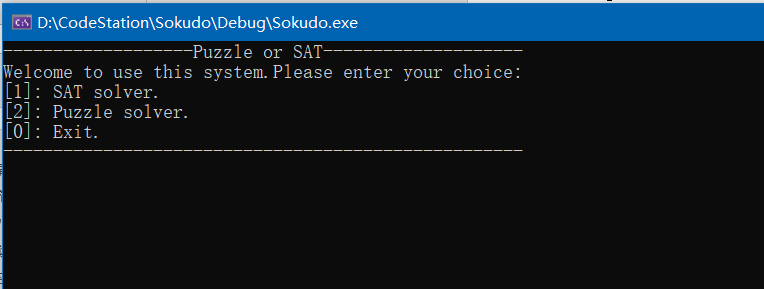 D:\CodeStation\Sokudo\Debug\Sokudo.exe
-------------------Puzzle or SAT--------------------
Welcome to use this system.Please enter your choice:
[1]: SAT solver.
[2]: Puzzle solver.
[0]: Exit.
----------------------------------------------------